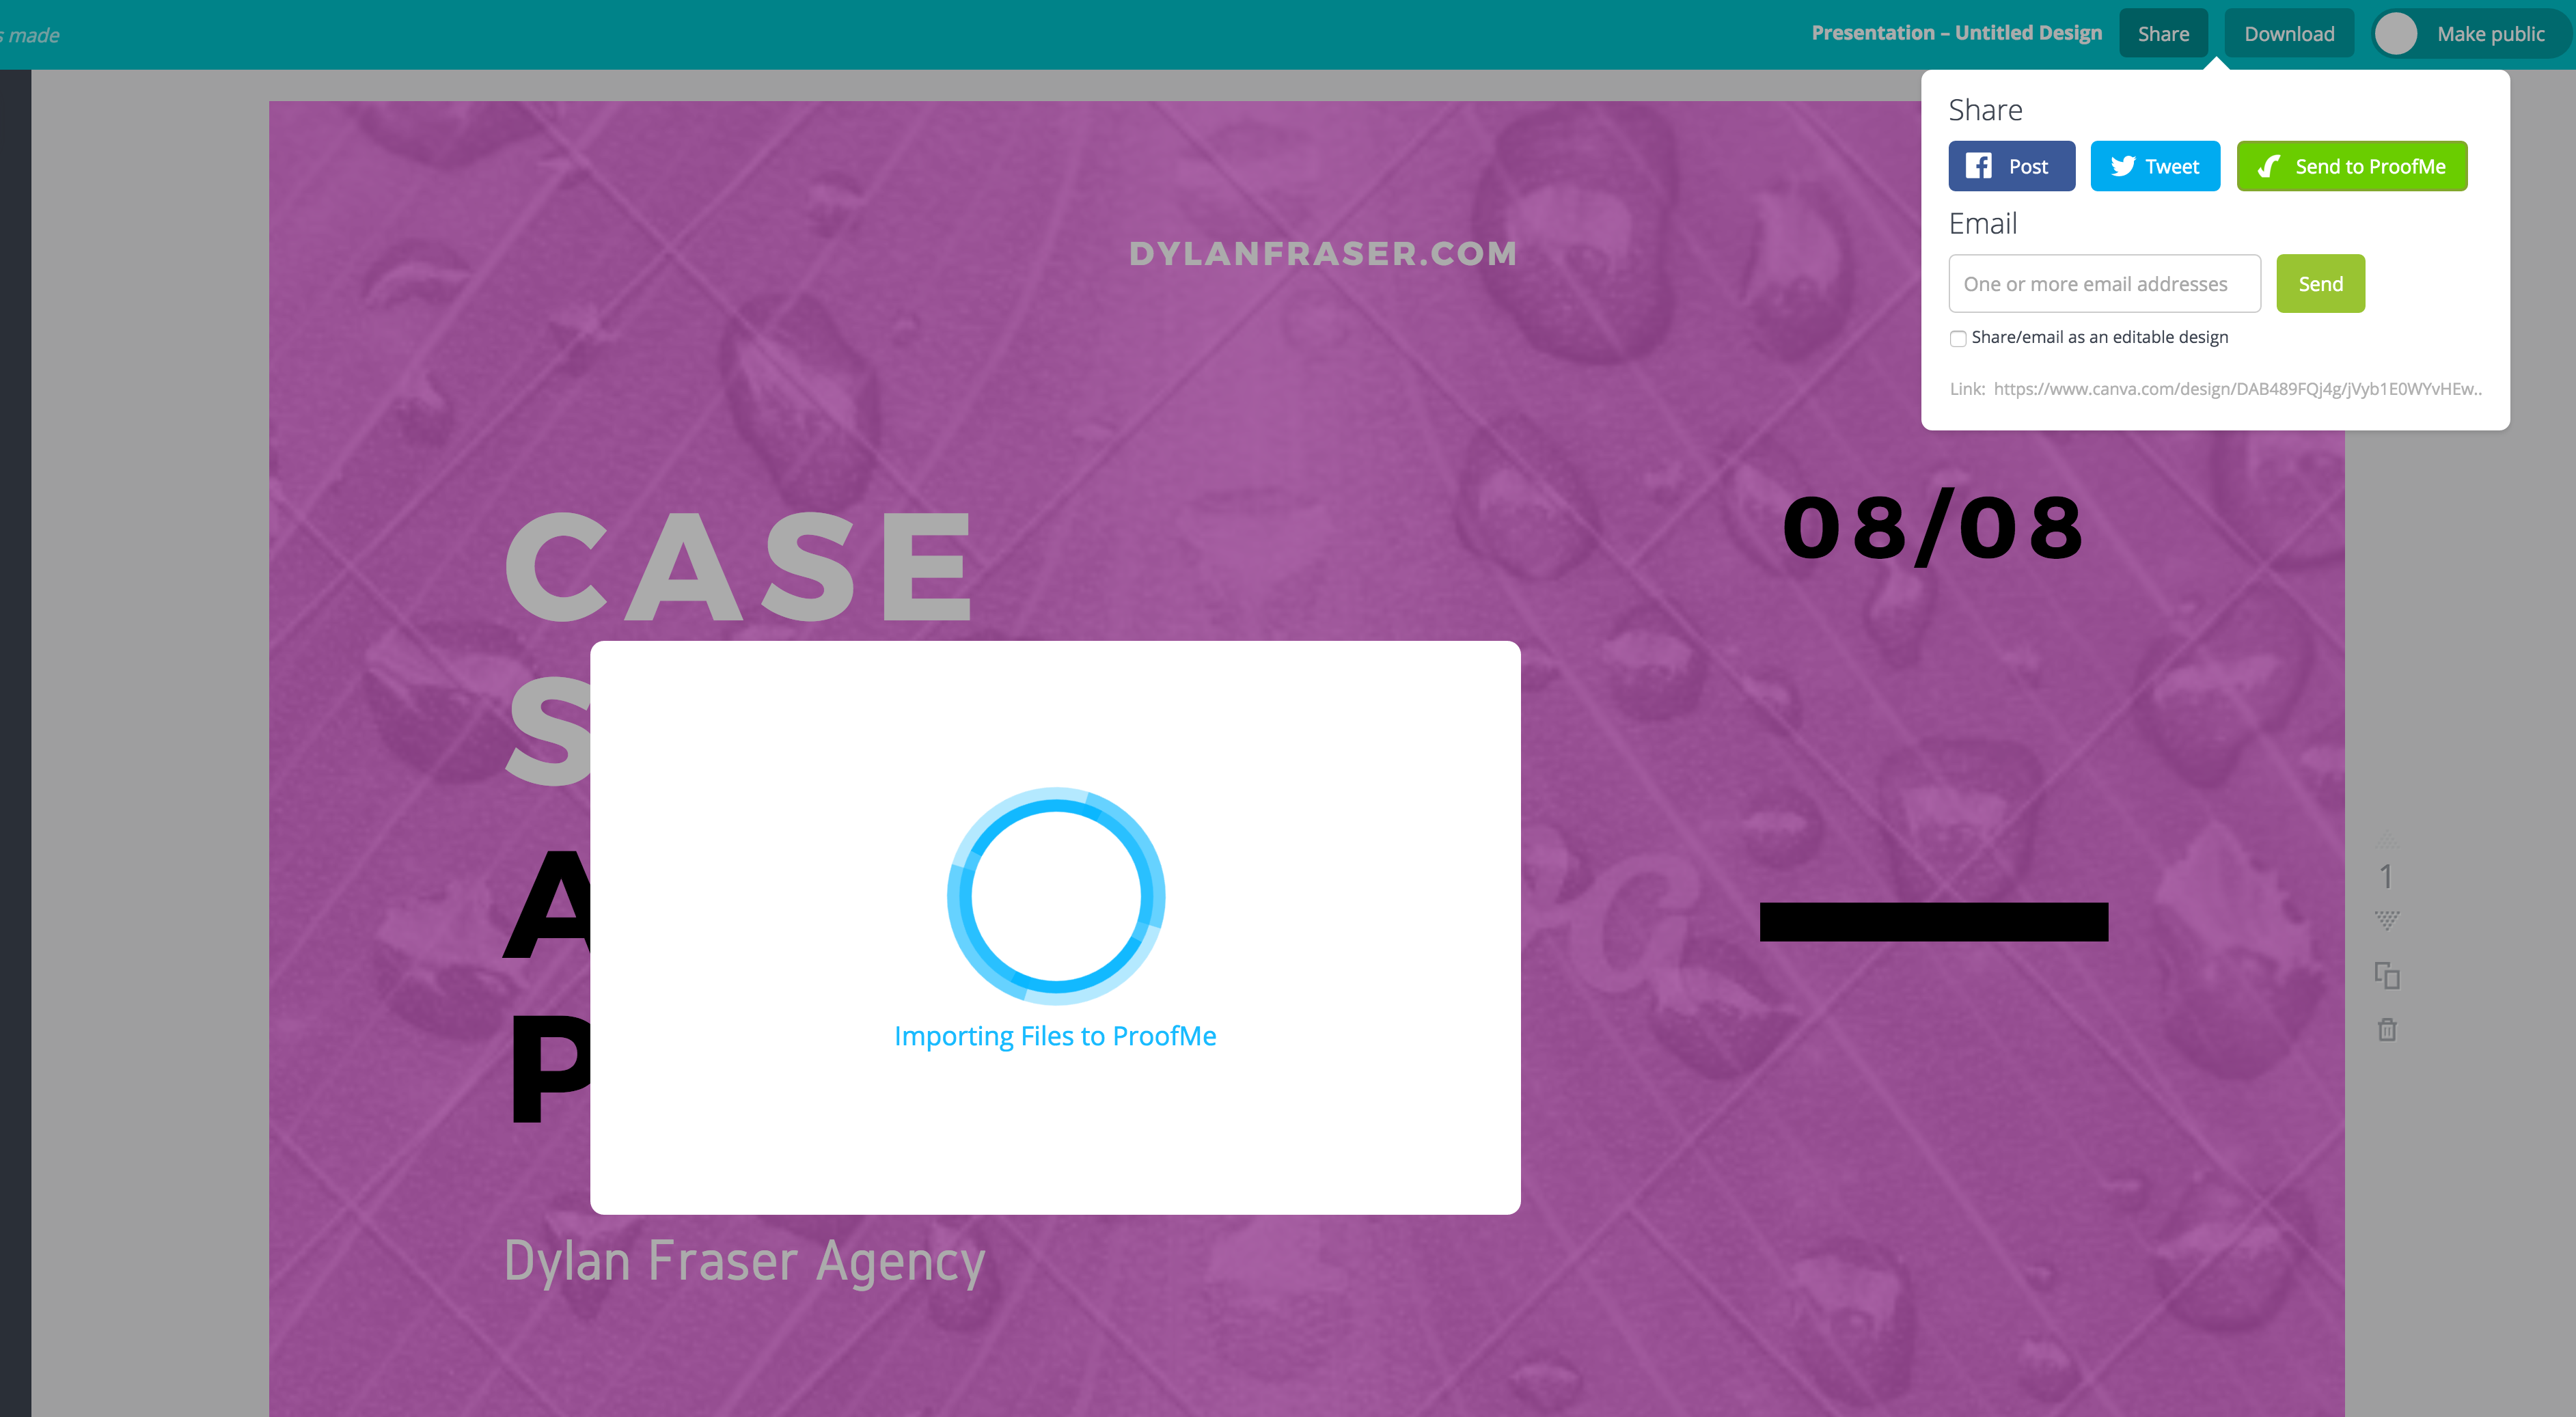 s made
Presentation – Untitled Design
Share
Download
Make public
Share
Post
Tweet
Send to ProofMe
Email
One or more email addresses
Send
Share/email as an editable design
Link: https://www.canva.com/design/DAB489FQj4g/jVyb1E0WYvHEw..
DYLANFRASER.COM
CASE
08/08
S
A
P
G
1
Importing Files to ProofMe
Dylan Fraser Agency